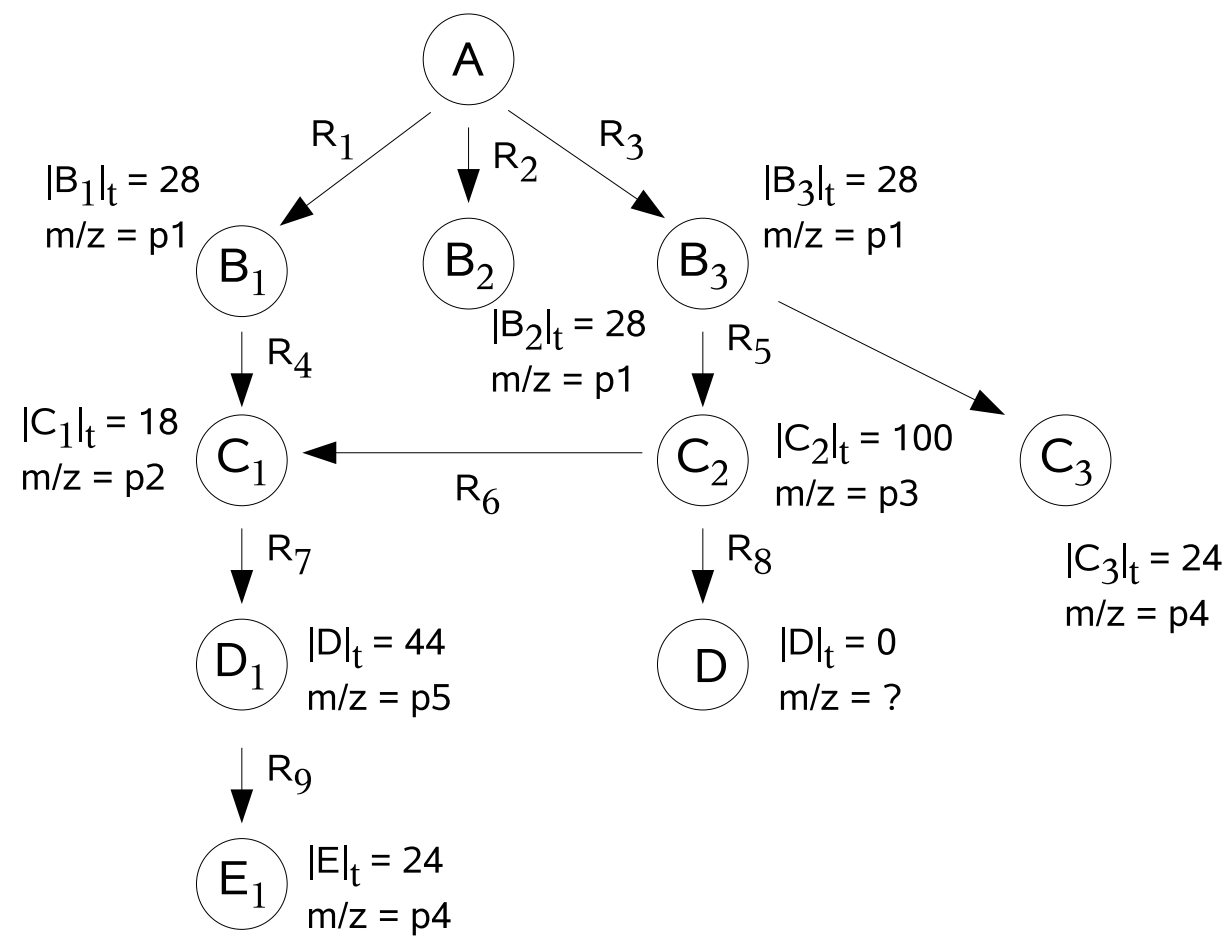 A
R1
R2
R3
|B1|t = 28
m/z = p1
B1
B2
B3
|B3|t = 28
m/z = p1
|B2|t = 28
m/z = p1
R4
R5
|C1|t = 18
m/z = p2
C1
R6
C2
|C2|t = 100
m/z = p3
C3
|C3|t = 24
m/z = p4
R7
R8
D1
|D|t = 44
m/z = p5
D
|D|t = 0
m/z = ?
R9
E1
|E|t = 24
m/z = p4